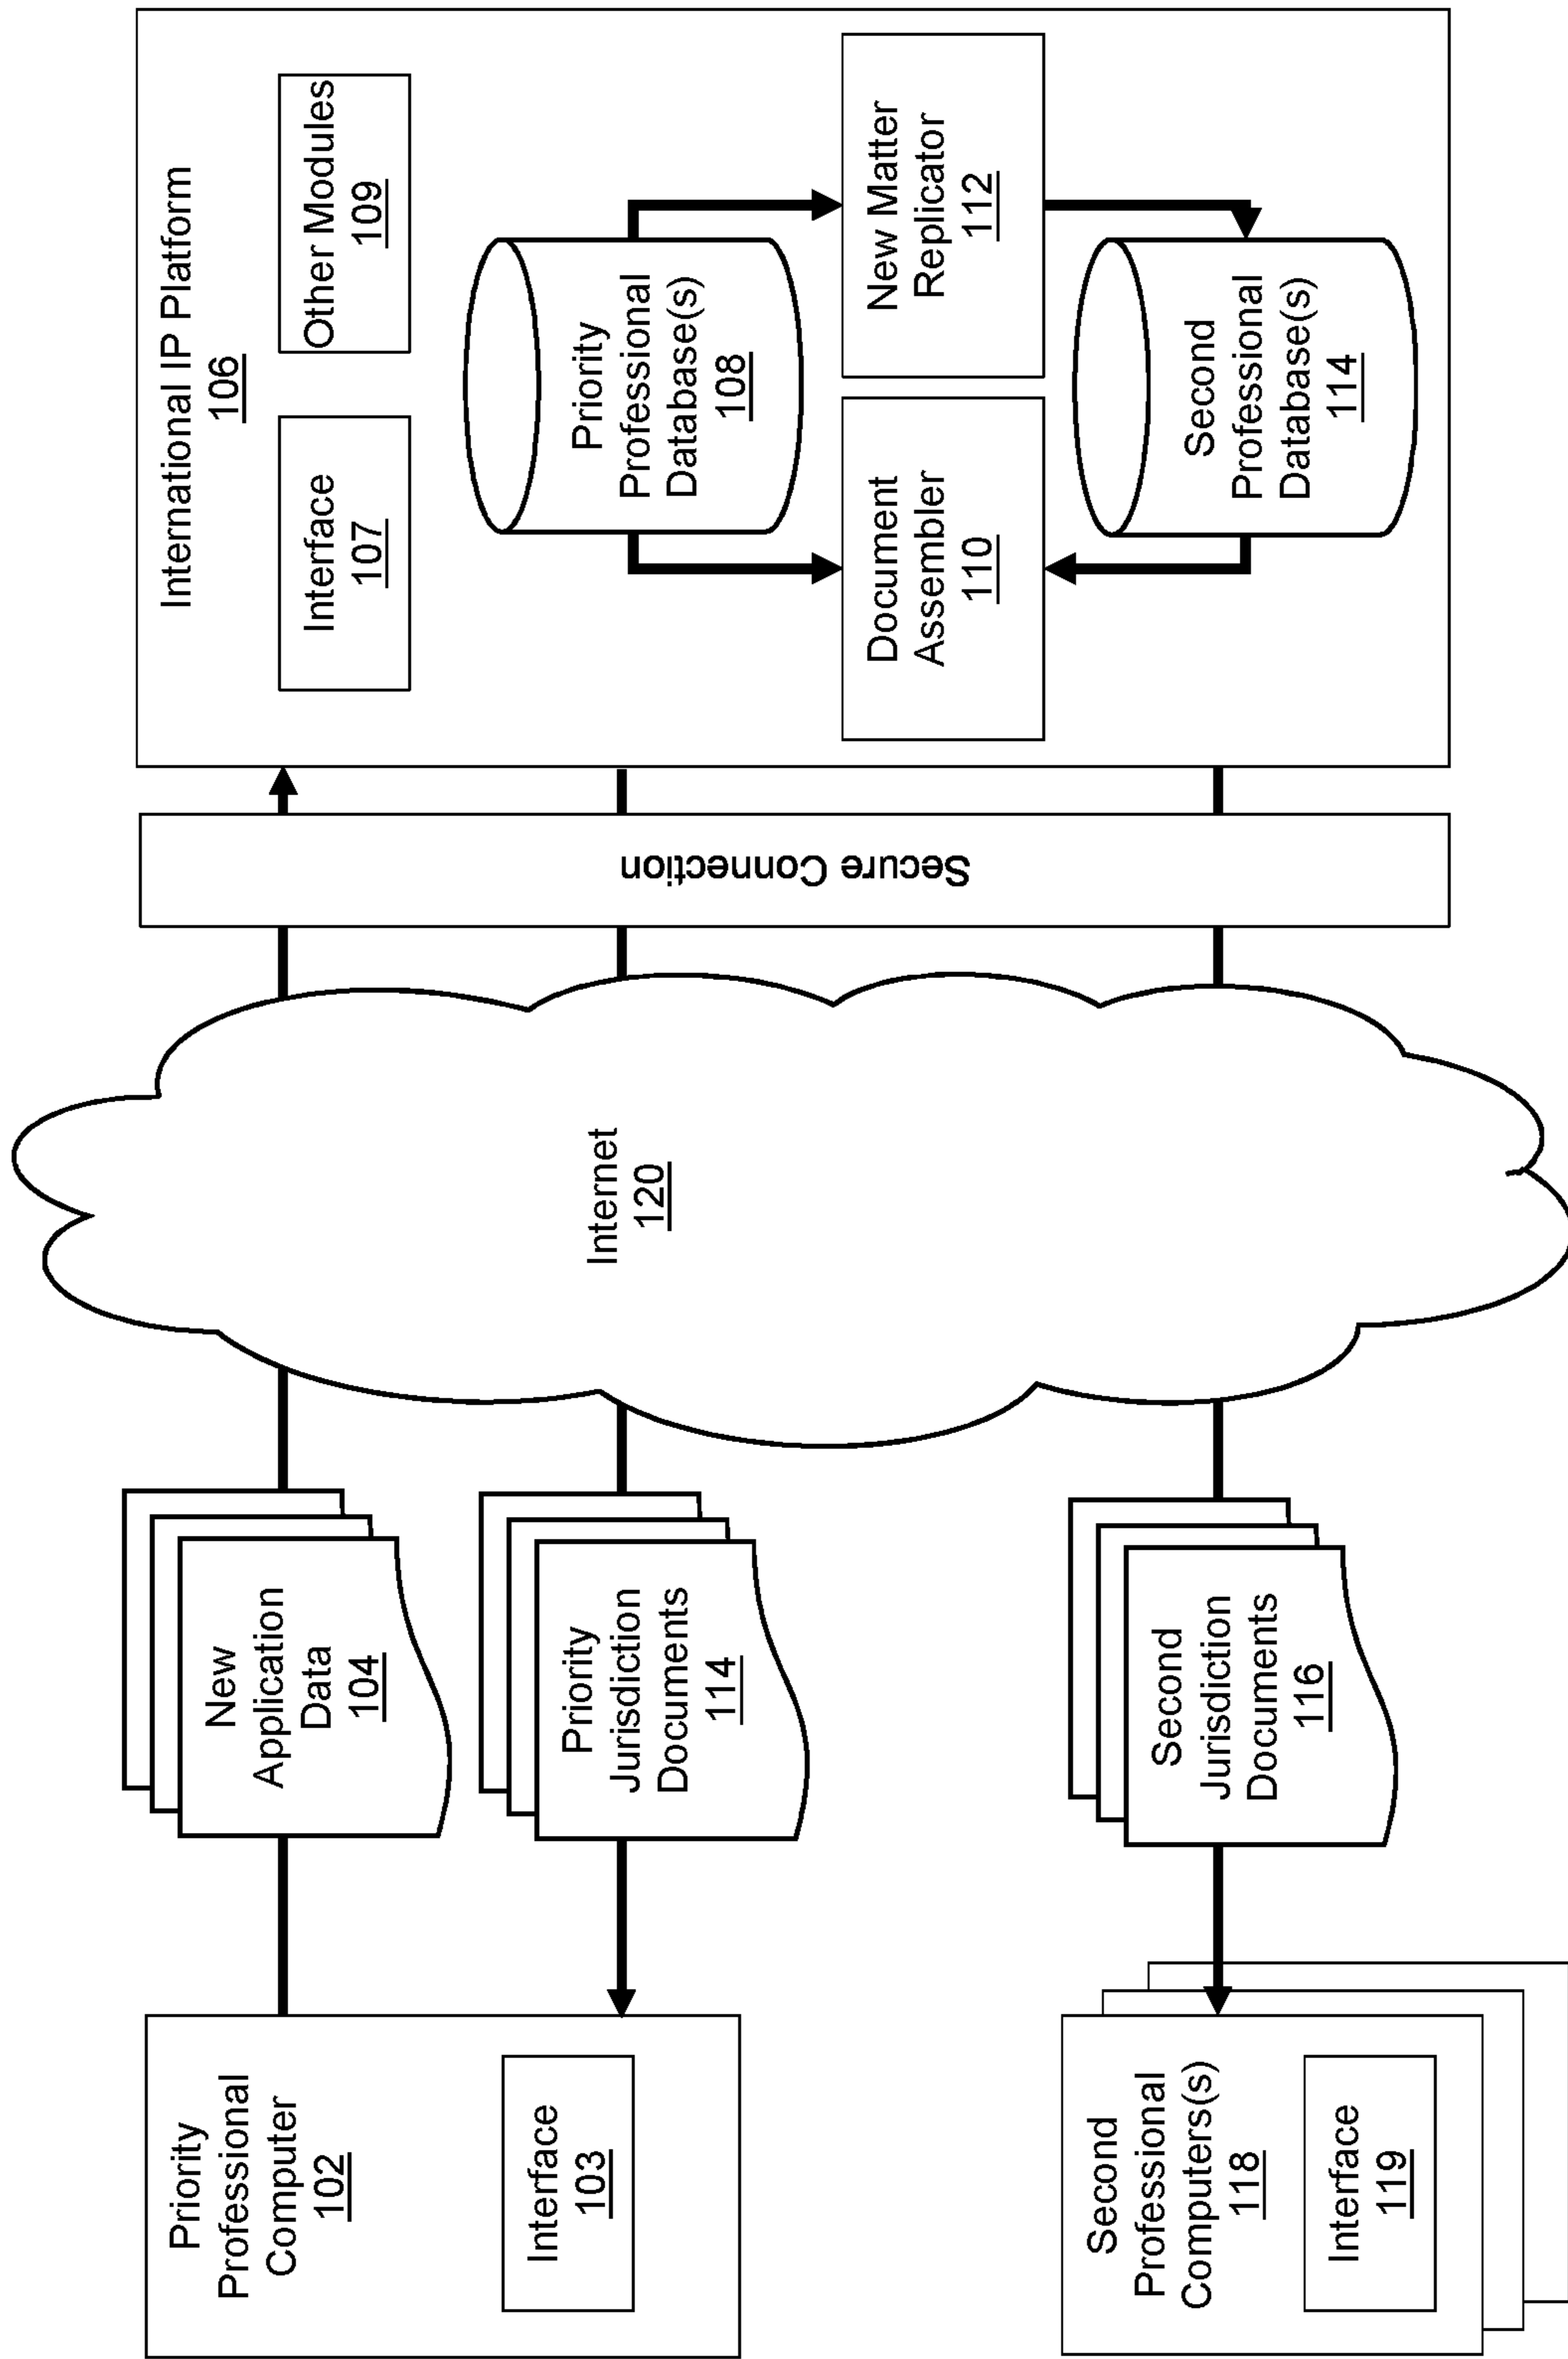 Priority
Professional
Computer
102
Interface
103
New
Application
Data
104
Priority
Jurisdiction
Documents
114
Second
Professional
Computers(s)
118
Interface
119
Second
Jurisdiction
Documents
116
Internet
120
Secure Connection
International IP Platform
106
Interface
107
Other Modules
109
Priority
Professional
Database(s)
108
Document
Assembler
110
New Matter
Replicator
112
Second
Professional
Database(s)
114